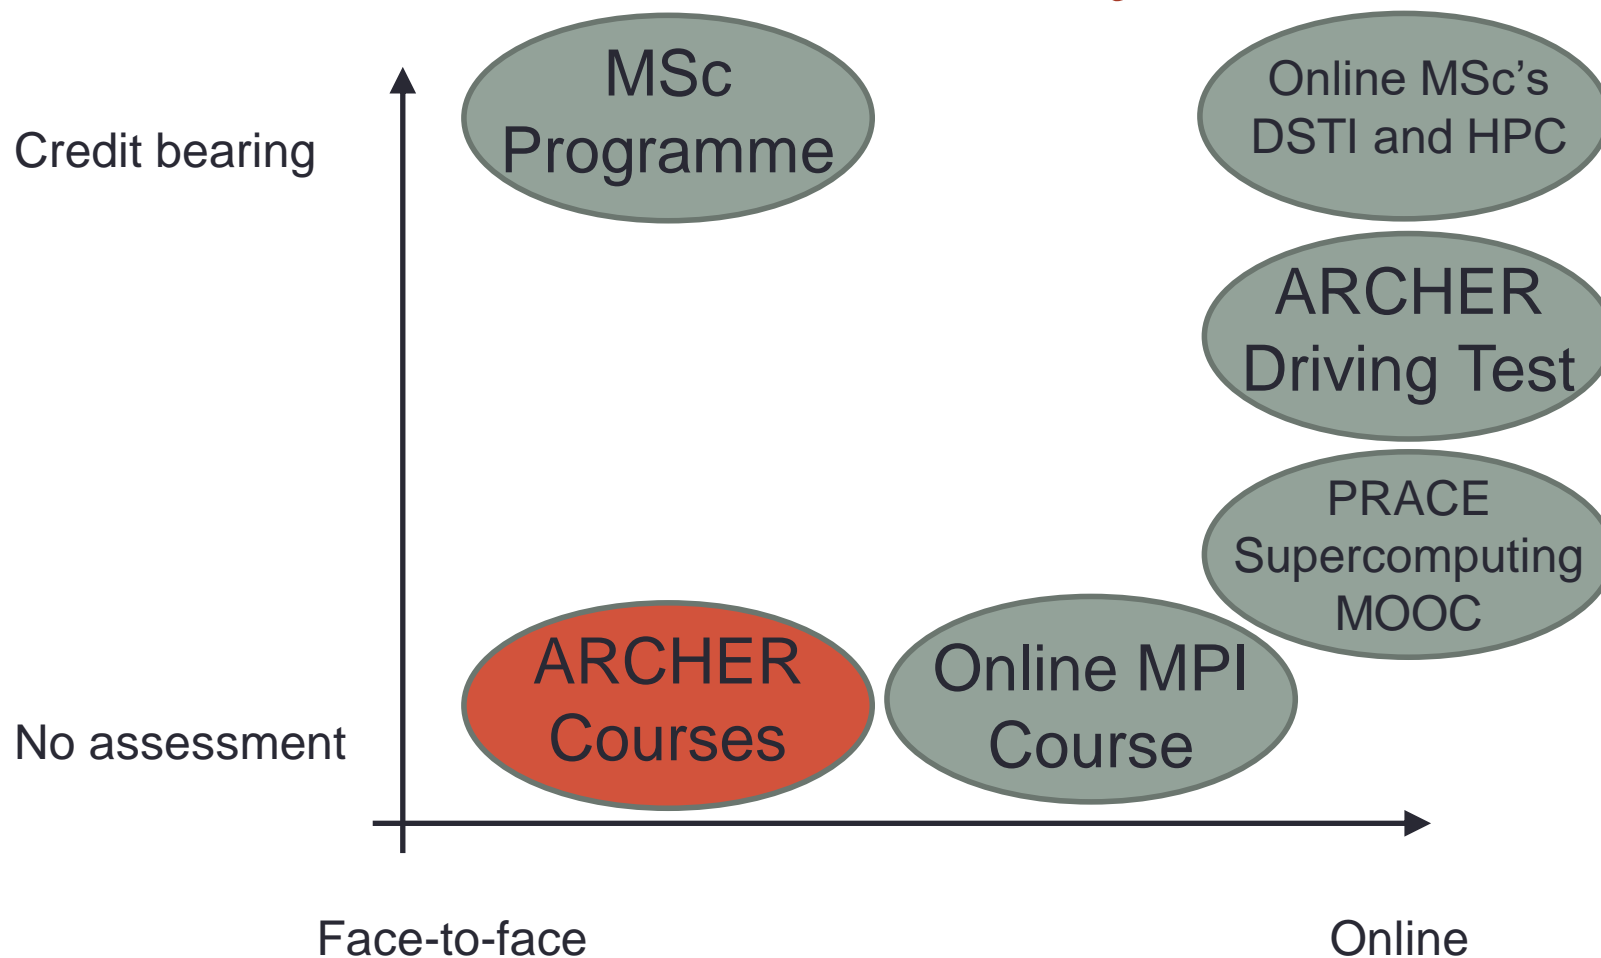 MSc
Programme
Online MSc’s
DSTI and HPC
Credit bearing
ARCHER
Driving Test
PRACE
Supercomputing
MOOC
ARCHER
Courses
Online MPI
Course
No assessment
Face-to-face
Online